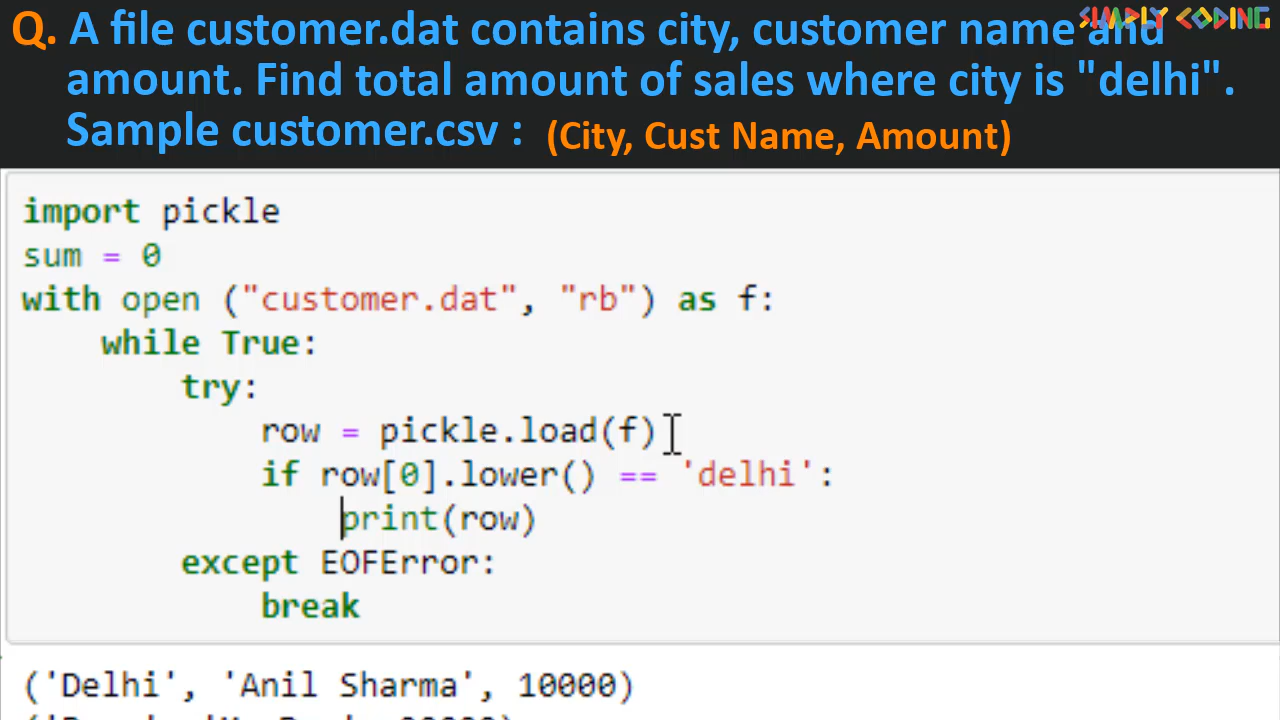 SIMPLY CODING
Q. A file customer.dat contains city, customer name and
amount. Find total amount of sales where city is "delhi".
Sample customer.csv : (City, Cust Name, Amount)
import pickle
sum = 0
with open ("customer.dat", "rb") as f:
    while True:
        try:
            row = pickle.load(f)
            if row[0].lower() == 'delhi':
                print(row)
        except EOFError:
            break
('Delhi', 'Anil Sharma', 10000)